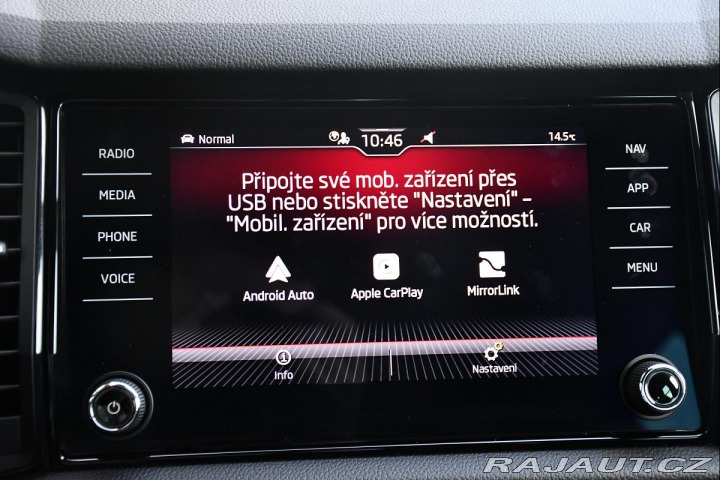 RADIO
MEDIA
PHONE
VOICE
Normal
10:46
14.5°C
Připojte své mob. zařízení přes
USB nebo stiskněte "Nastavení" –
"Mobil. zařízení" pro více možností.
Android Auto
Apple CarPlay
MirrorLink
Info
Nastavení
NAV
APP
CAR
MENU
RAJAUT.CZ